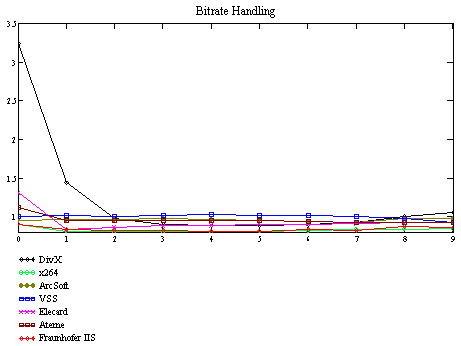 Bitrate Handling
3.5
3
2.5
2
1.5
1
0 1 2 3 4 5 6 7 8 9
DivX
x264
ArcSoft
VSS
Elecard
Ateme
Fraunhofer IIS